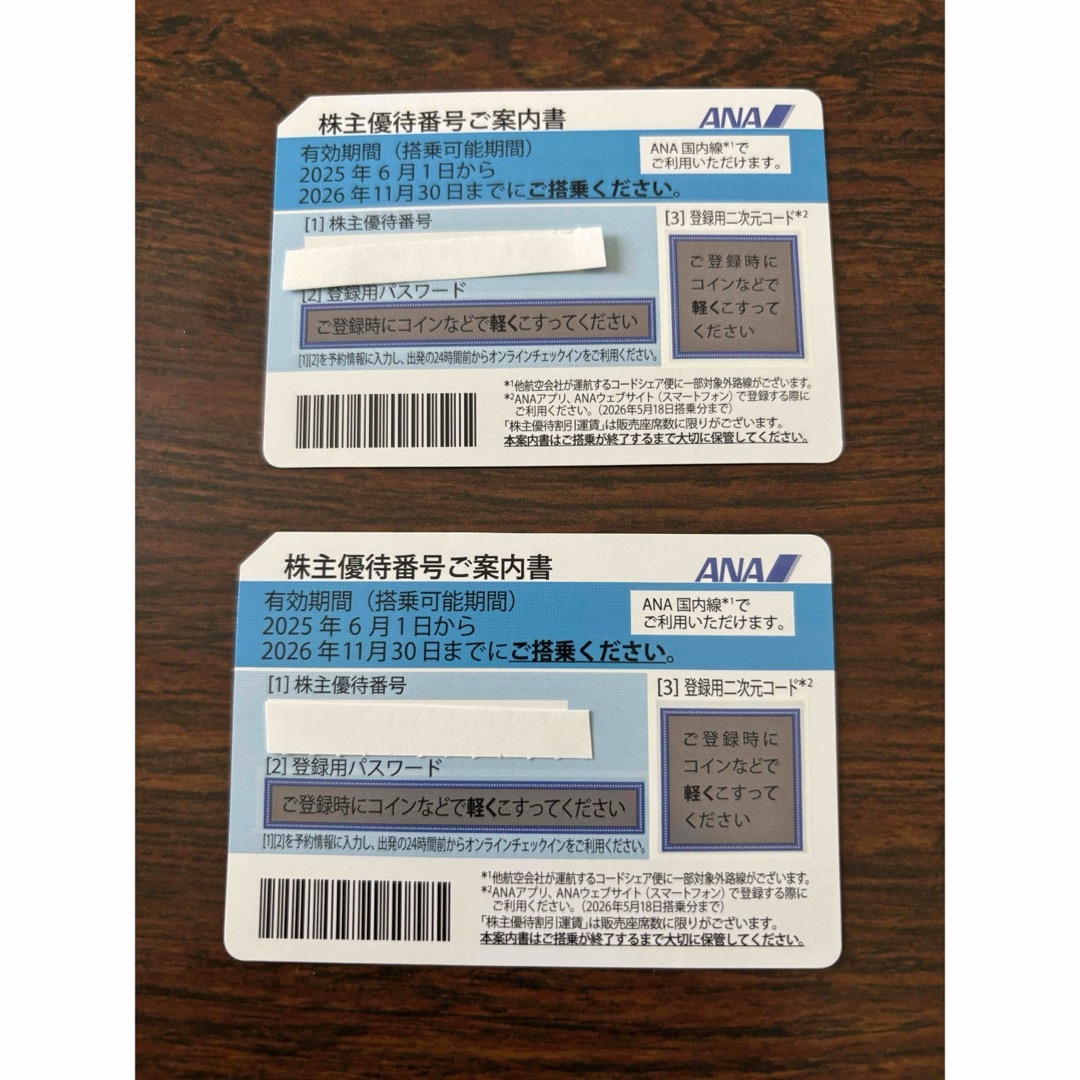 株主優待番号ご案内書
ANA
有効期間（搭乗可能期間）
2025年6月1日から
2026年11月30日までにご搭乗ください。
ANA国内線*1で
ご利用いただけます。
[1] 株主優待番号
[2] 登録用パスワード
ご登録時にコインなどで軽くこすってください
[1][2]を予約情報に入力し、出発の24時間前からオンラインチェックインをご利用ください。
[3] 登録用二次元コード*2
ご登録時に
コインなどで
軽くこすって
ください
*1他航空会社が運航するコードシェア便に一部対象外路線がございます。
*2ANAアプリ、ANAウェブサイト（スマートフォン）で登録する際に
ご利用ください。（2026年5月18日搭乗分まで）
「株主優待割引運賃」は販売座席数に限りがございます。
本案内書はご搭乗が終了するまで大切に保管してください。
株主優待番号ご案内書
ANA
有効期間（搭乗可能期間）
2025年6月1日から
2026年11月30日までにご搭乗ください。
ANA国内線*1で
ご利用いただけます。
[1] 株主優待番号
[2] 登録用パスワード
ご登録時にコインなどで軽くこすってください
[1][2]を予約情報に入力し、出発の24時間前からオンラインチェックインをご利用ください。
[3] 登録用二次元コード*2
ご登録時に
コインなどで
軽くこすって
ください
*1他航空会社が運航するコードシェア便に一部対象外路線がございます。
*2ANAアプリ、ANAウェブサイト（スマートフォン）で登録する際に
ご利用ください。（2026年5月18日搭乗分まで）
「株主優待割引運賃」は販売座席数に限りがございます。
本案内書はご搭乗が終了するまで大切に保管してください。